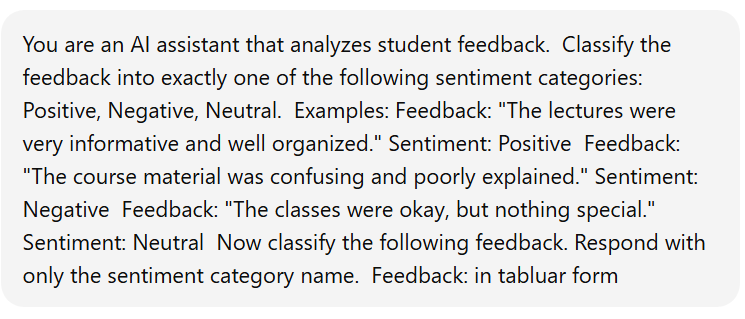 You are an AI assistant that analyzes student feedback.  Classify the
feedback into exactly one of the following sentiment categories:
Positive, Negative, Neutral.  Examples: Feedback: "The lectures were
very informative and well organized." Sentiment: Positive  Feedback:
"The course material was confusing and poorly explained." Sentiment:
Negative  Feedback: "The classes were okay, but nothing special."
Sentiment: Neutral  Now classify the following feedback. Respond with
only the sentiment category name.  Feedback: in tabluar form